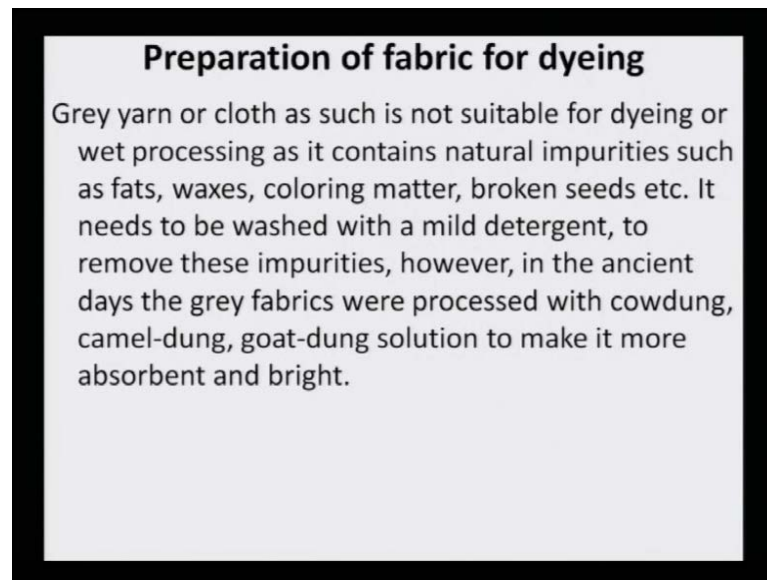 Preparation of fabric for dyeing
Grey yarn or cloth as such is not suitable for dyeing or
wet processing as it contains natural impurities such
as fats, waxes, coloring matter, broken seeds etc. It
needs to be washed with a mild detergent, to
remove these impurities, however, in the ancient
days the grey fabrics were processed with cowdung,
camel-dung, goat-dung solution to make it more
absorbent and bright.